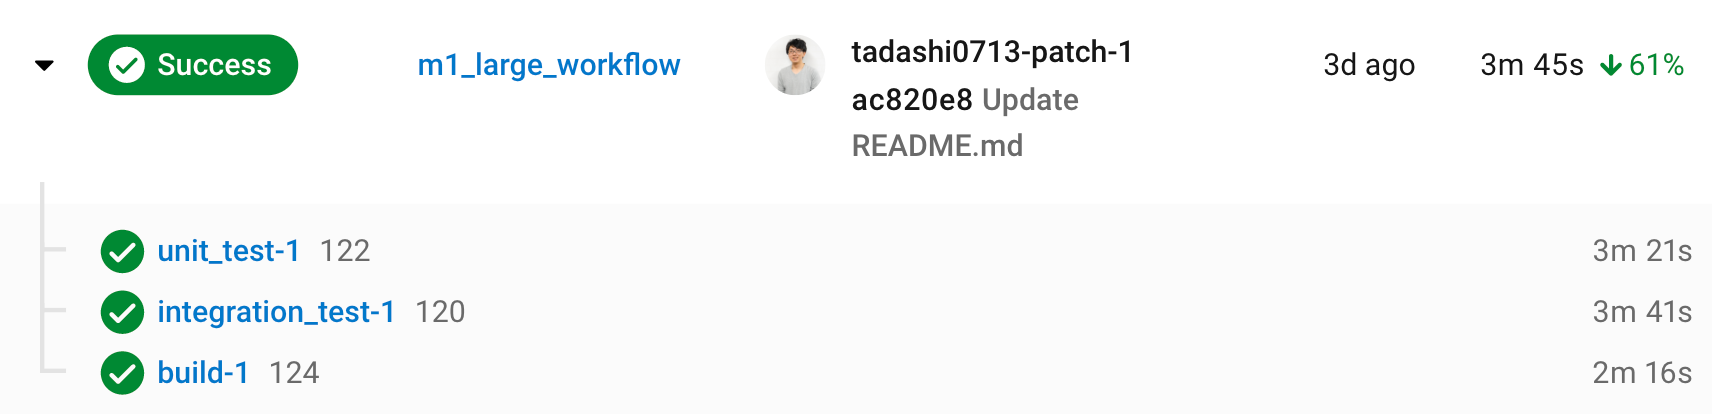 Success m1_large_workflow tadashi0713-patch-1 3d ago 3m 45s ↓ 61%
ac820e8 Update
README.md
unit_test-1 122 3m 21s
integration_test-1 120 3m 41s
build-1 124 2m 16s